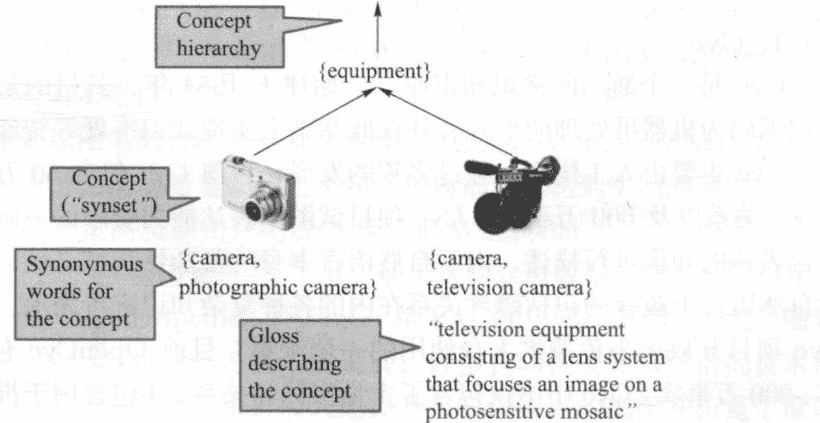 Concept
hierarchy
{equipment}
Concept
(“synset”)
Synonymous
words for
the concept
{camera,
photographic camera}
{camera,
television camera}
Gloss
describing
the concept
“television equipment
consisting of a lens system
that focuses an image on a
photosensitive mosaic”